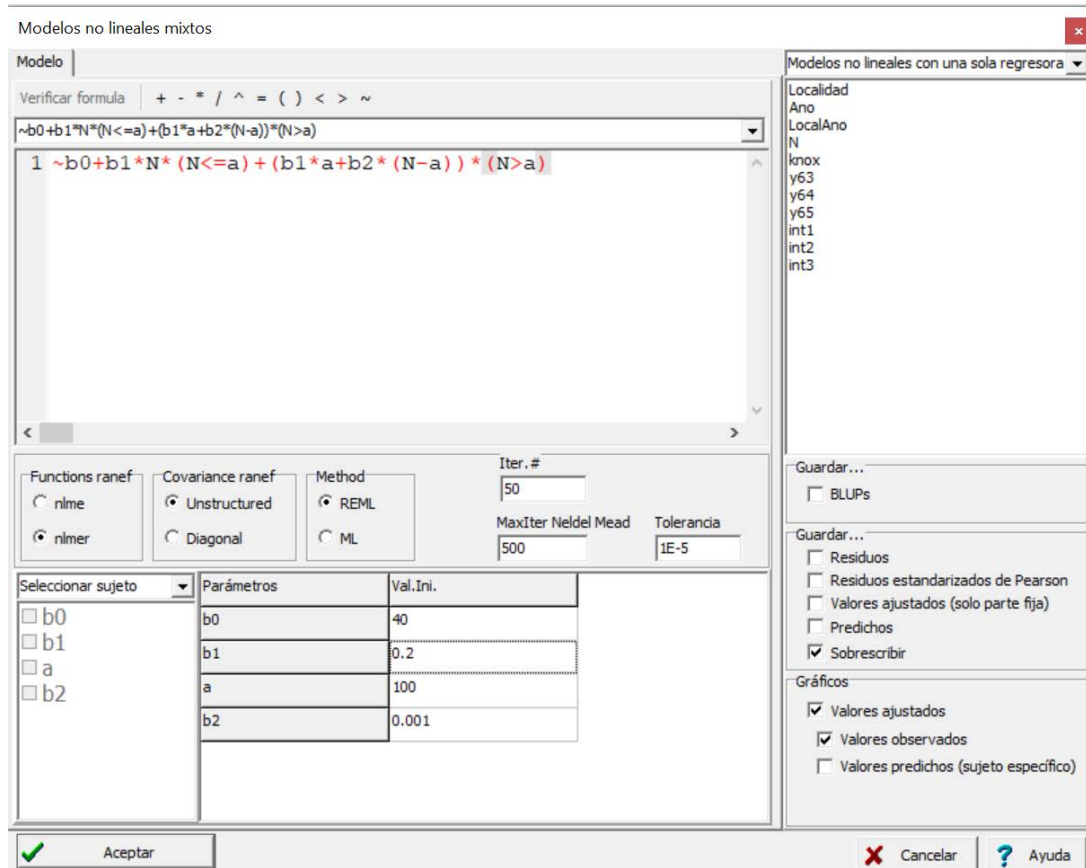 Modelos no lineales mixtos
x
Modelo
Modelos no lineales con una sola regresora
Verificar formula + - * / ^ = ( ) < > ~
~b0+b1*N*(N<=a)+(b1*a+b2*(N-a))*(N>a)
1 ~b0+b1*N*(N<=a)+(b1*a+b2*(N-a))*(N>a)
Localidad
Ano
LocalAno
N
knox
y63
y64
y65
int1
int2
int3
Functions ranef
nlme
nlmer
Covariance ranef
Unstructured
Diagonal
Method
REML
ML
Iter.#
50
MaxIter Neldel Mead
500
Tolerancia
1E-5
Guardar...
BLUPs
Guardar...
Residuos
Residuos estandarizados de Pearson
Valores ajustados (solo parte fija)
Predichos
Sobrescribir
Seleccionar sujeto
b0
b1
a
b2
Parámetros Val.Ini.
b0 40
b1 0.2
a 100
b2 0.001
Gráficos
Valores ajustados
Valores observados
Valores predichos (sujeto específico)
Aceptar
Cancelar
? Ayuda